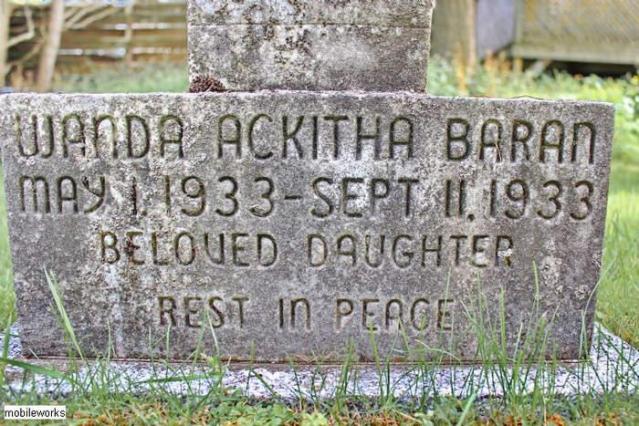 WANDA ACKITHA BARAN
MAY 1, 1933-SEPT 11, 1933
BELOVED DAUGHTER
REST IN PEACE
mobileworks